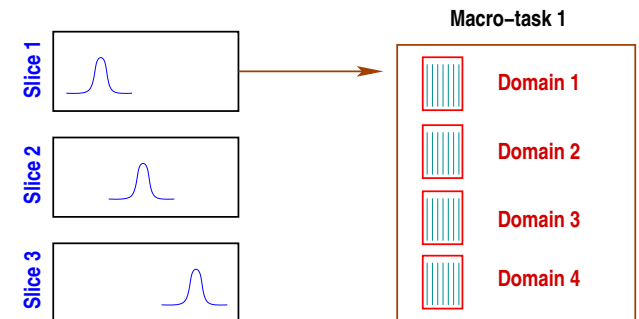 Macro−task 1
Slice 1
Domain 1
Slice 2
Domain 2
Domain 3
Slice 3
Domain 4